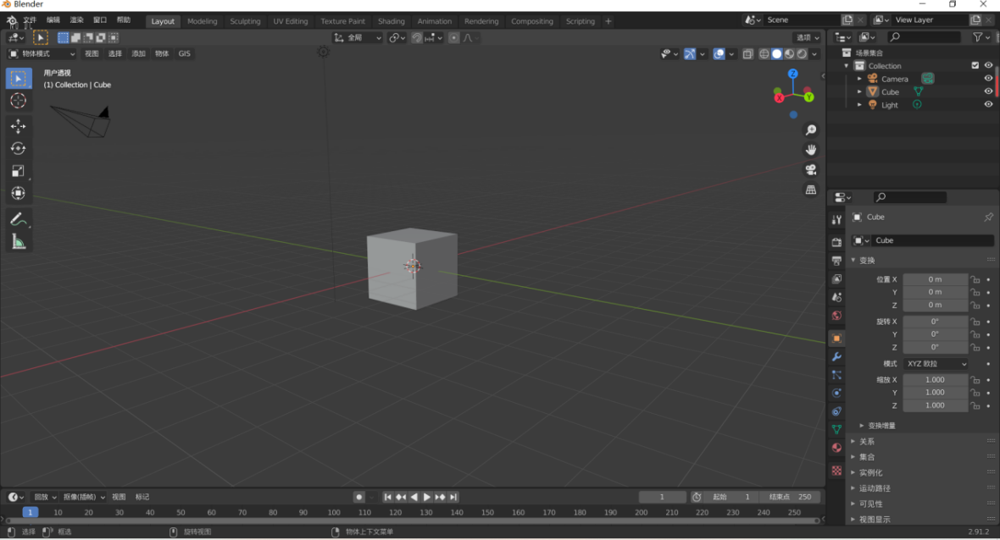 Blender
文件 编辑 渲染 窗口 帮助 Layout Modeling Sculpting UV Editing Texture Paint Shading Animation Rendering Compositing Scripting + Scene View Layer
全局 选项
物体模式 视图 选择 添加 物体 GIS
用户透视
(1) Collection | Cube
Z
X
Y
场景集合
Collection
Camera
Cube
Light
Cube
Cube
变换
位置 X 0 m
Y 0 m
Z 0 m
旋转 X 0°
Y 0°
Z 0°
模式 XYZ 欧拉
缩放 X 1.000
Y 1.000
Z 1.000
变换增量
关系
集合
实例化
运动路径
可见性
视图显示
回放 抠像(插帧) 视图 标记 1 起始 1 结束点 250
1 10 20 30 40 50 60 70 80 90 100 110 120 130 140 150 160 170 180 190 200 210 220 230 240 250
选择 框选 旋转视图 物体上下文菜单 2.91.2